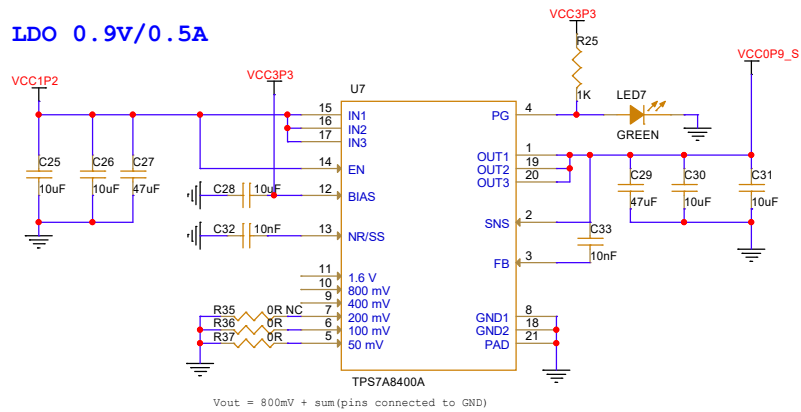 LDO 0.9V/0.5A
VCC3P3
R25
1K
VCC0P9_S
VCC1P2
VCC3P3
U7
LED7
GREEN
15 IN1
16 IN2
17 IN3
14 EN
12 BIAS
13 NR/SS
11 1.6 V
10 800 mV
9 400 mV
7 200 mV
6 100 mV
5 50 mV
PG 4
OUT1 1
OUT2 19
OUT3 20
SNS 2
FB 3
GND1 8
GND2 18
PAD 21
C25
10uF
C26
10uF
C27
47uF
C28 10uF
C32 10nF
C29
47uF
C30
10uF
C31
10uF
C33
10nF
R35 0R NC
R36 0R
R37 0R
TPS7A8400A
Vout = 800mV + sum(pins connected to GND)